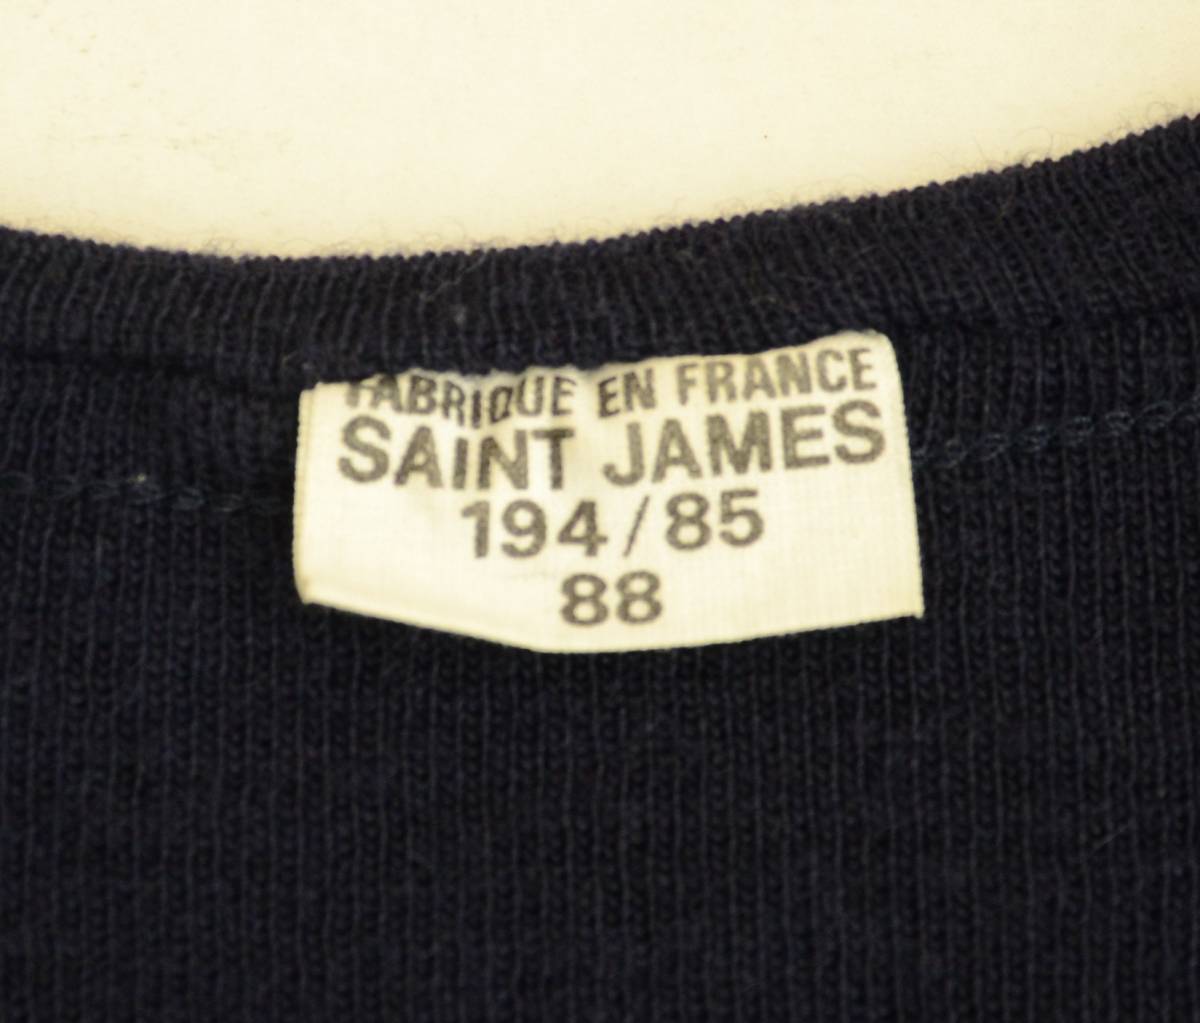 FABRIQUE EN FRANCE
SAINT JAMES
194/85
88